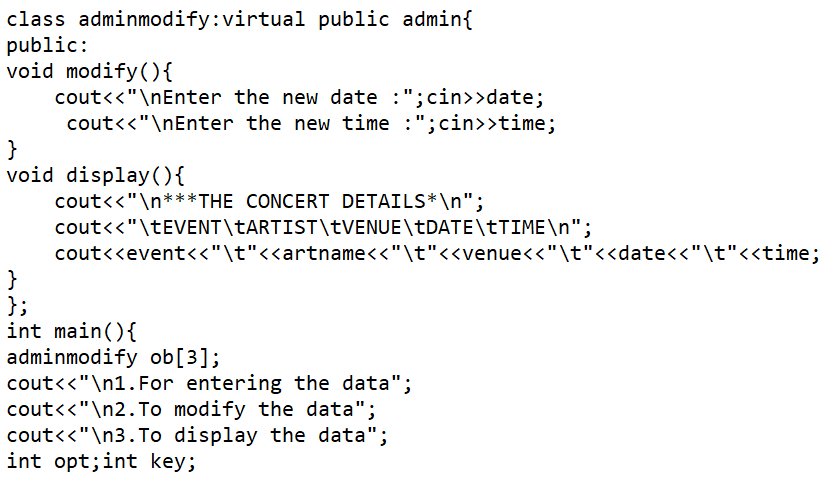 class adminmodify:virtual public admin{
public:
void modify(){
    cout<<"\nEnter the new date :";cin>>date;
     cout<<"\nEnter the new time :";cin>>time;
}
void display(){
    cout<<"\n***THE CONCERT DETAILS*\n";
    cout<<"\tEVENT\tARTIST\tVENUE\tDATE\tTIME\n";
    cout<<event<<"\t"<<artname<<"\t"<<venue<<"\t"<<date<<"\t"<<time;
}
};
int main(){
adminmodify ob[3];
cout<<"\n1.For entering the data";
cout<<"\n2.To modify the data";
cout<<"\n3.To display the data";
int opt;int key;